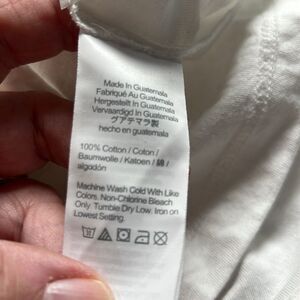 Made In Guatemala
Fabriqué Au Guatemala
Hergestellt In Guatemala
Vervaardigd In Guatemala
グアテマラ製
hecho en guatemala
100% Cotton / Coton /
Baumwolle / Katoen / 綿 /
algodón
Machine Wash Cold With Like
Colors. Non-Chlorine Bleach
Only. Tumble Dry Low. Iron on
Lowest Setting.